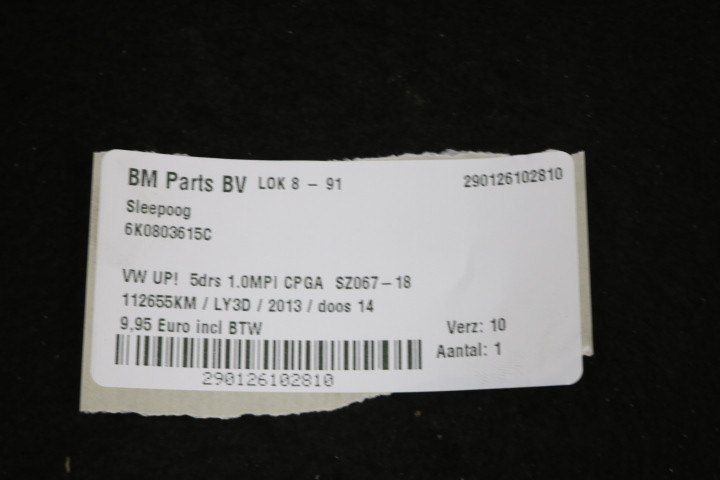 BM Parts BV LOK 8 - 91 290126102810
Sleepoog
6K0803615C
VW UP! 5drs 1.0MPI CPGA SZ067-18
112655KM / LY3D / 2013 / doos 14
9,95 Euro incl BTW Verz: 10
Aantal: 1
290126102810